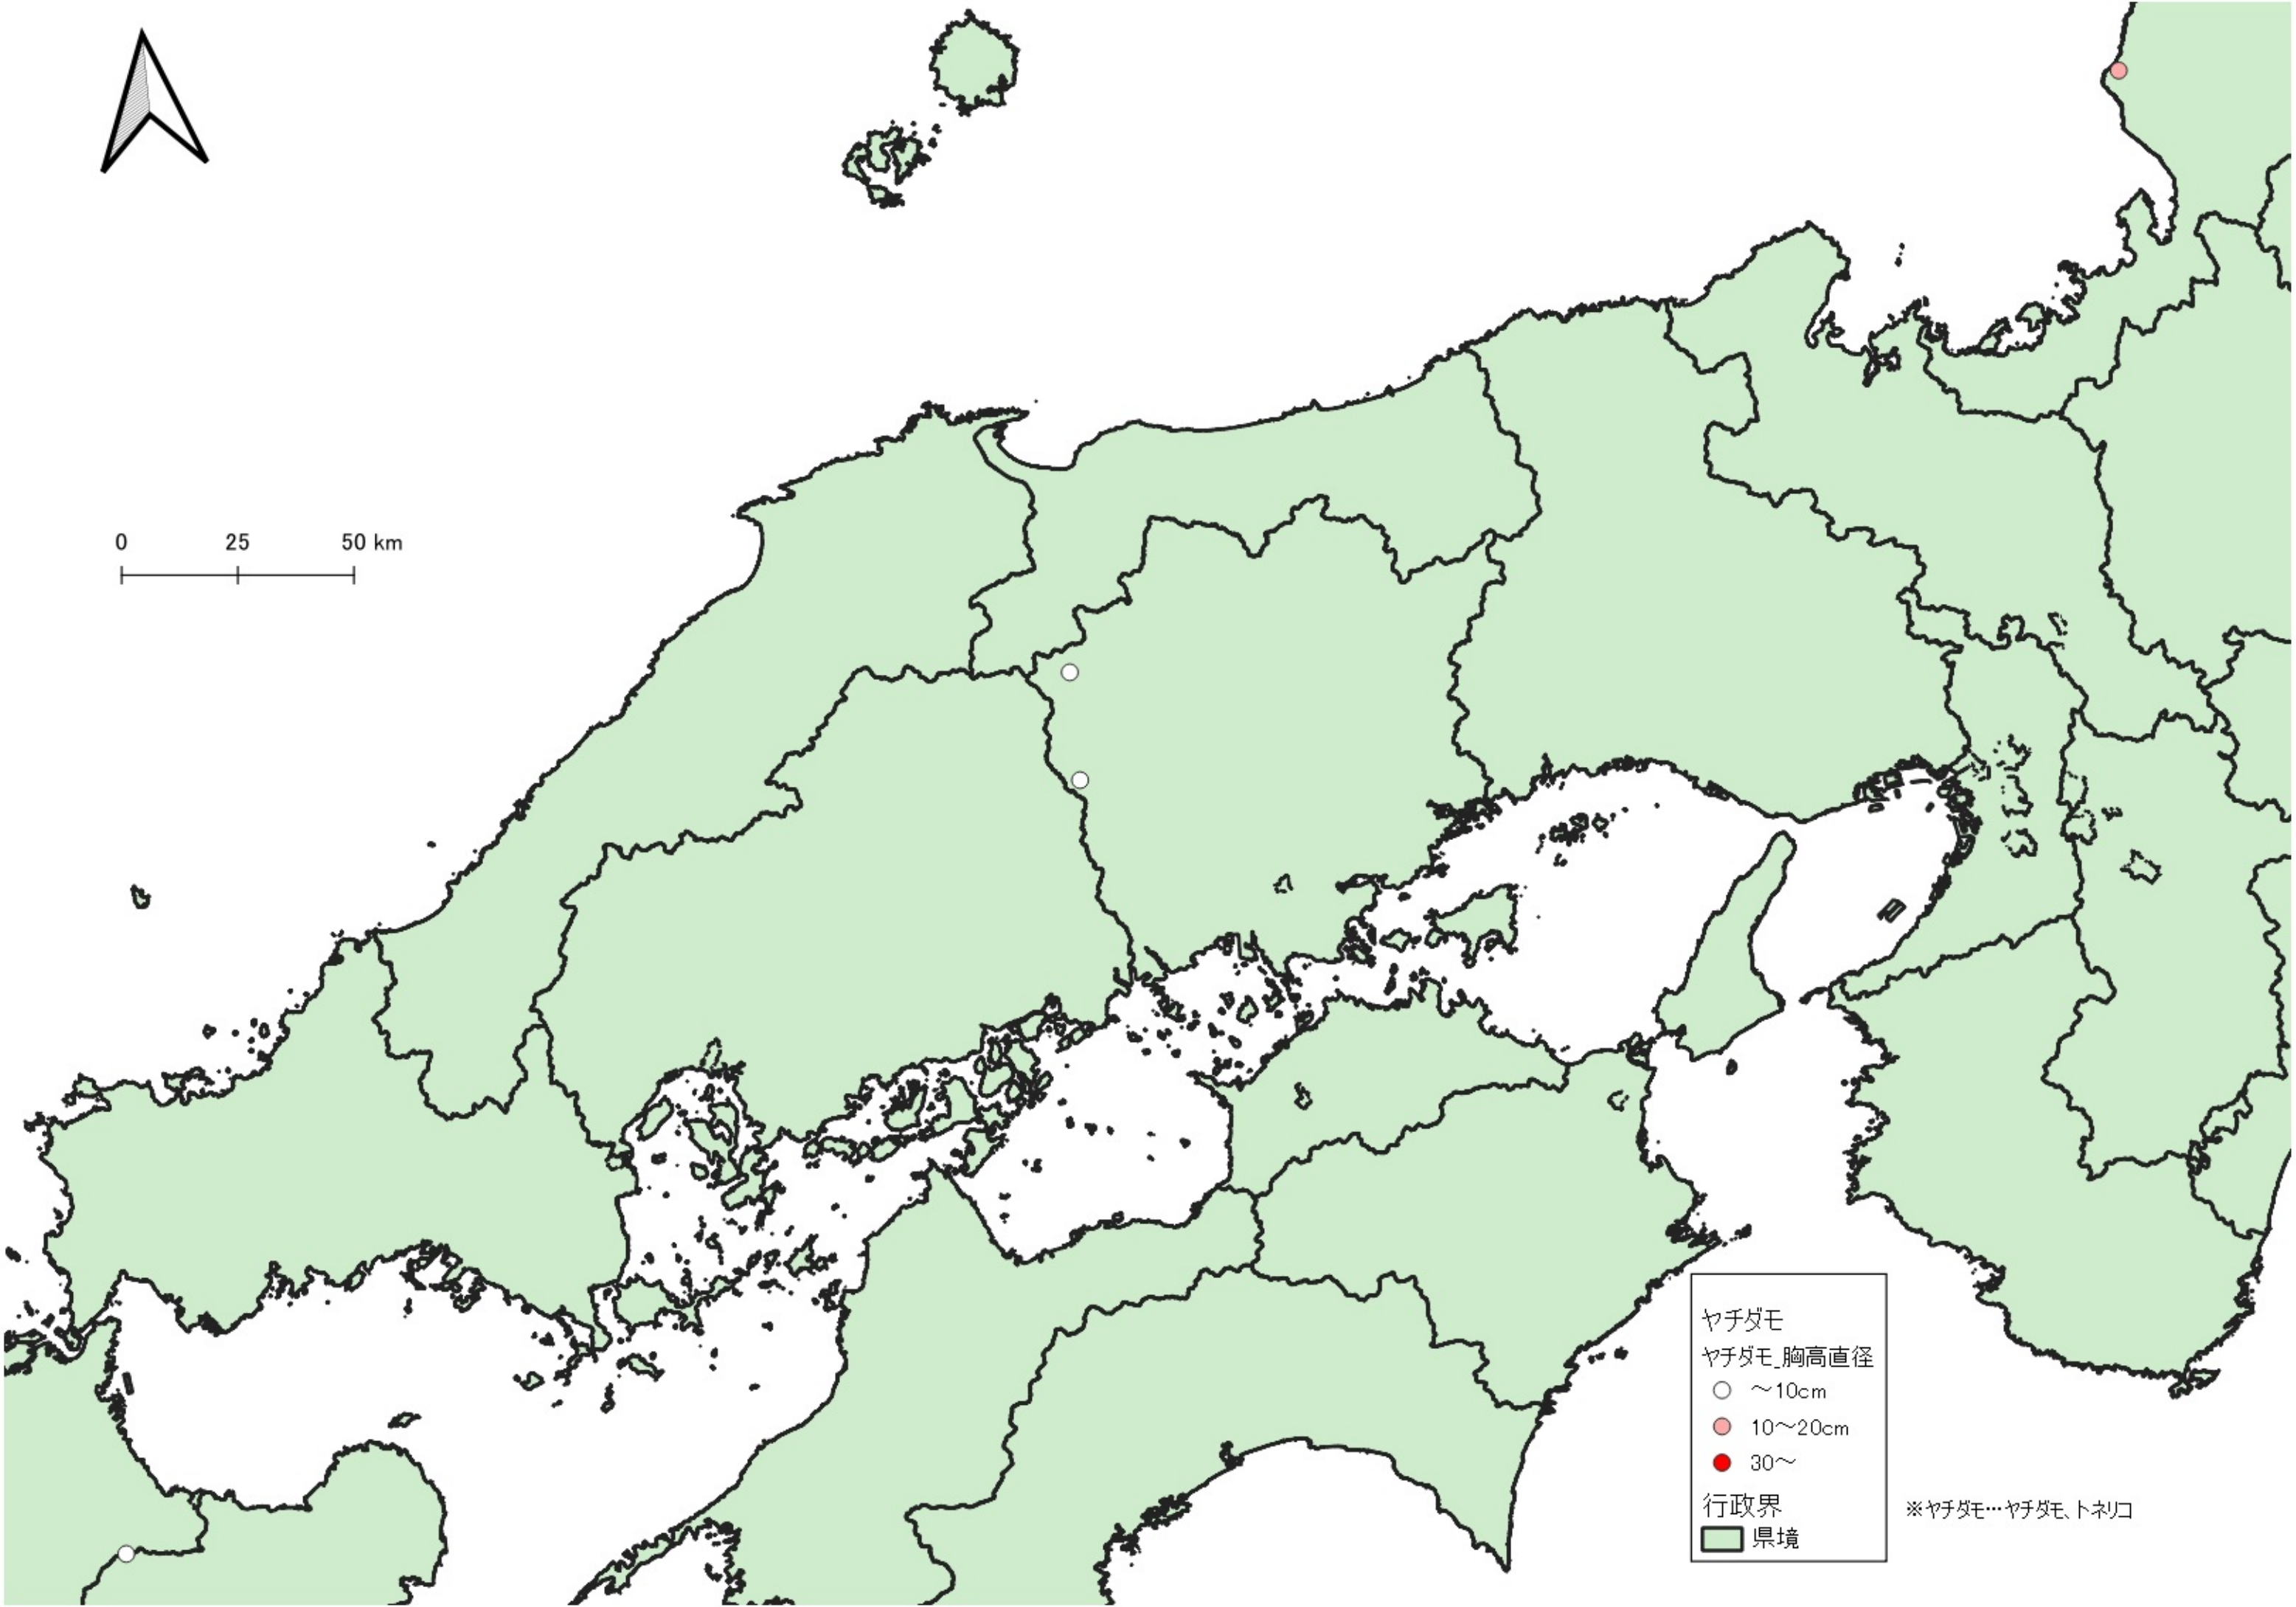 0 25 50 km
ヤチダモ
ヤチダモ_胸高直径
～10cm
10～20cm
30～
行政界
県境
※ヤチダモ…ヤチダモ、トネリコ